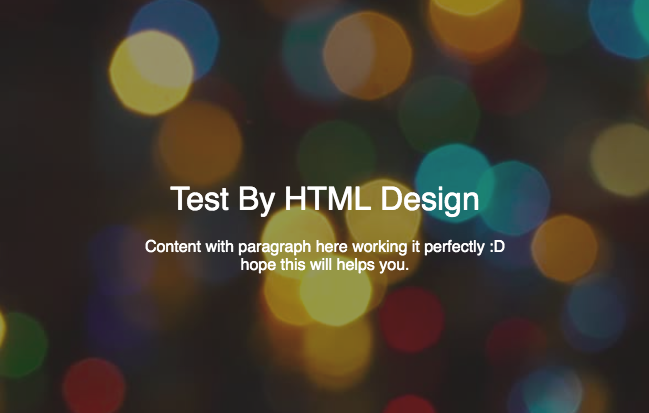 Test By HTML Design
Content with paragraph here working it perfectly :D
hope this will helps you.